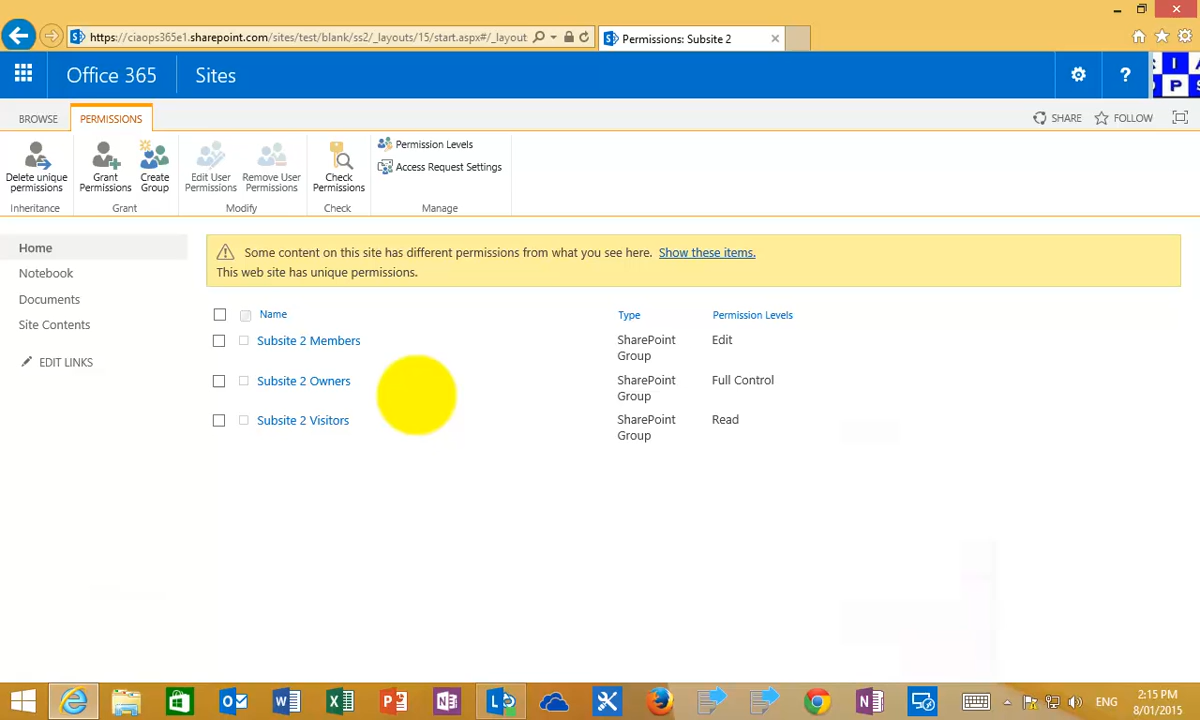 https://ciaops365e1.sharepoint.com/sites/test/blank/ss2/_layouts/15/start.aspx#/_layout
Permissions: Subsite 2
Office 365
Sites
?
I A
P S
BROWSE
PERMISSIONS
SHARE
FOLLOW
Delete unique permissions
Grant Permissions
Create Group
Edit User Permissions
Remove User Permissions
Check Permissions
Permission Levels
Access Request Settings
Inheritance
Grant
Modify
Check
Manage
Home
Notebook
Documents
Site Contents
EDIT LINKS
Some content on this site has different permissions from what you see here. Show these items.
This web site has unique permissions.
Name
Type
Permission Levels
Subsite 2 Members
SharePoint Group
Edit
Subsite 2 Owners
SharePoint Group
Full Control
Subsite 2 Visitors
SharePoint Group
Read
ENG
2:15 PM
8/01/2015